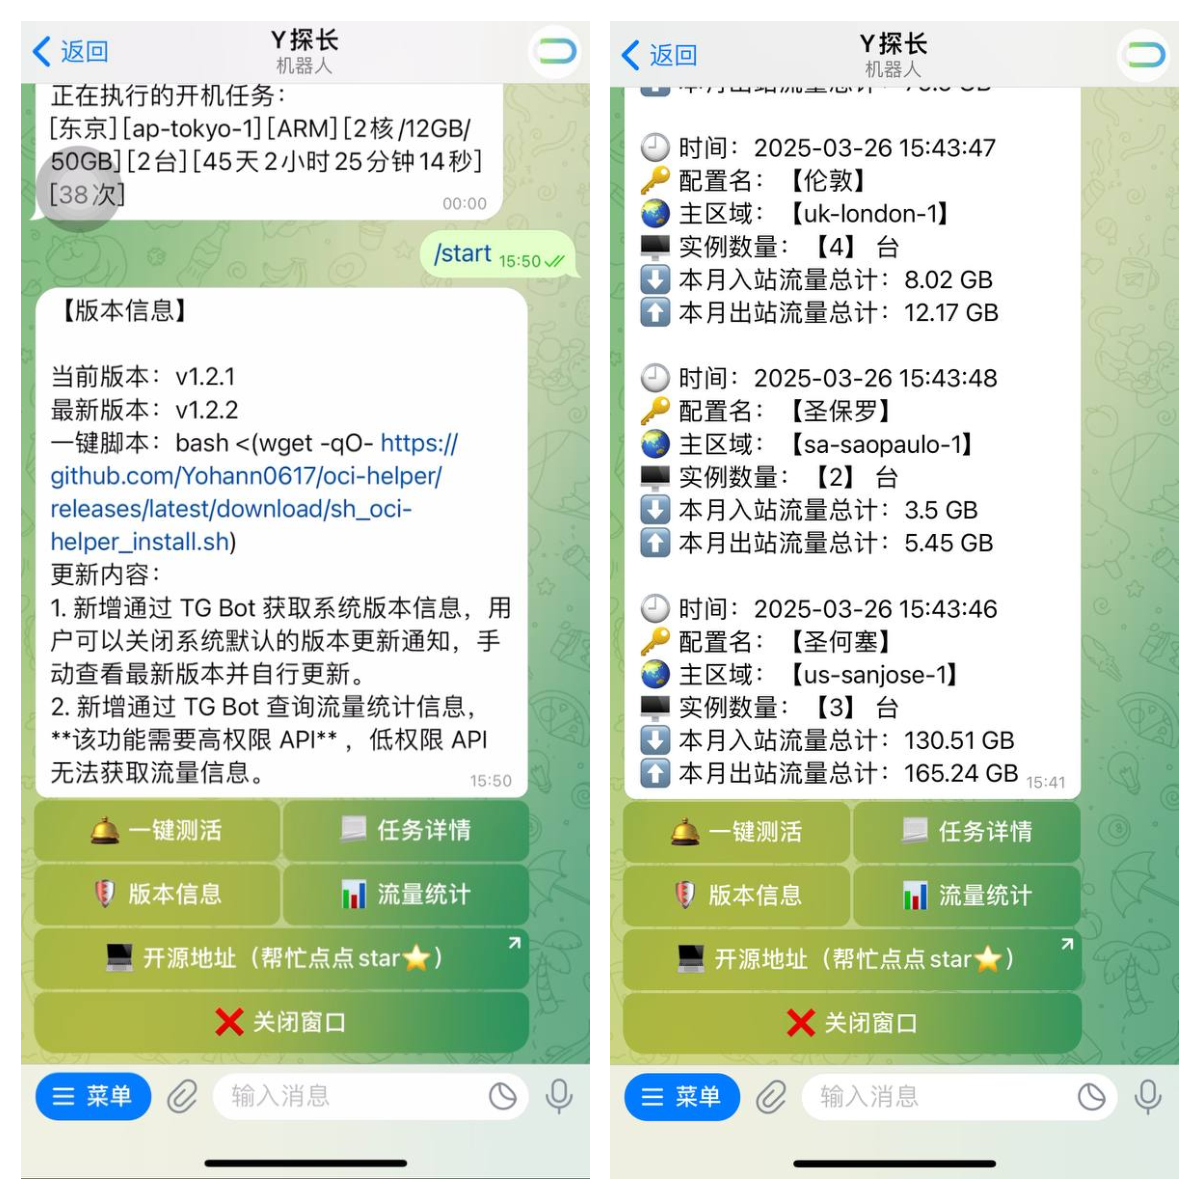 返回
Y探长
机器人
正在执行的开机任务：
[东京][ap-tokyo-1][ARM][2核/12GB/
50GB][2台][45天2小时25分钟14秒]
[38次]
00:00
/start 15:50
【版本信息】
当前版本：v1.2.1
最新版本：v1.2.2
一键脚本：bash <(wget -qO- https://
github.com/Yohann0617/oci-helper/
releases/latest/download/sh_oci-
helper_install.sh)
更新内容：
1. 新增通过 TG Bot 获取系统版本信息，用
户可以关闭系统默认的版本更新通知，手
动查看最新版本并自行更新。
2. 新增通过 TG Bot 查询流量统计信息，
**该功能需要高权限 API** ，低权限 API
无法获取流量信息。
15:50
一键测活
任务详情
版本信息
流量统计
开源地址（帮忙点点star⭐）
关闭窗口
菜单
输入消息
返回
Y探长
机器人
时间：2025-03-26 15:43:47
配置名：【伦敦】
主区域：【uk-london-1】
实例数量：【4】 台
本月入站流量总计：8.02 GB
本月出站流量总计：12.17 GB
时间：2025-03-26 15:43:48
配置名：【圣保罗】
主区域：【sa-saopaulo-1】
实例数量：【2】 台
本月入站流量总计：3.5 GB
本月出站流量总计：5.45 GB
时间：2025-03-26 15:43:46
配置名：【圣何塞】
主区域：【us-sanjose-1】
实例数量：【3】 台
本月入站流量总计：130.51 GB
本月出站流量总计：165.24 GB
15:41
一键测活
任务详情
版本信息
流量统计
开源地址（帮忙点点star⭐）
关闭窗口
菜单
输入消息